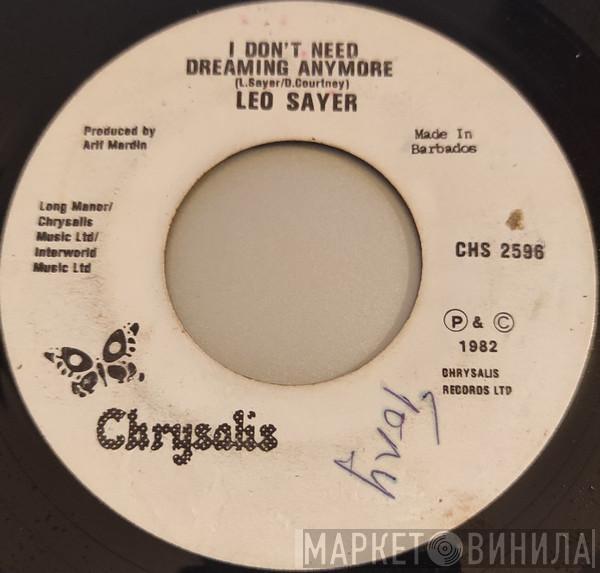 I DON'T NEED
DREAMING ANYMORE
(L.Sayer/D.Courtney)
LEO SAYER
Produced by
Arif Mardin
Made In
Barbados
Long Manor/
Chrysalis
Music Ltd/
Interworld
Music Ltd
CHS 2596
P & C
1982
CHRYSALIS
RECORDS LTD
Chrysalis
МАРКЕТ ВИНИЛА